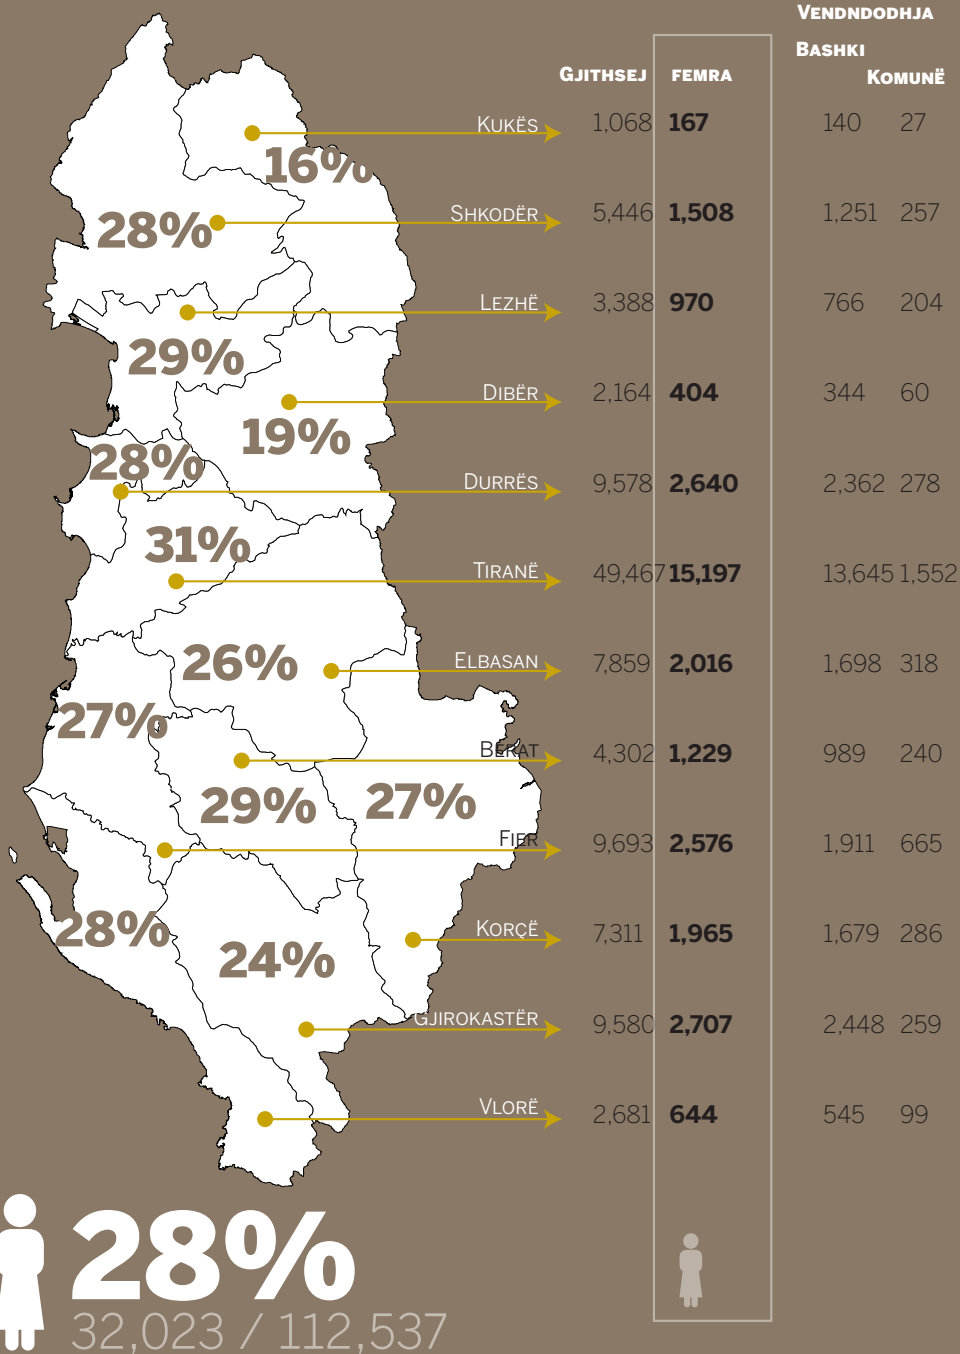 VENDNDODHJA
BASHKI
GJITHSEJ FEMRA KOMUNË
KUKËS 1,068 167 140 27
16%
SHKODËR 5,446 1,508 1,251 257
28%
LEZHË 3,388 970 766 204
29%
DIBËR 2,164 404 344 60
19%
28%
DURRËS 9,578 2,640 2,362 278
31%
TIRANË 49,467 15,197 13,645 1,552
26%
ELBASAN 7,859 2,016 1,698 318
27%
BERAT 4,302 1,229 989 240
29%
27%
FIER 9,693 2,576 1,911 665
28%
KORÇË 7,311 1,965 1,679 286
24%
GJIROKASTËR 9,580 2,707 2,448 259
VLORË 2,681 644 545 99
28%
32,023 / 112,537